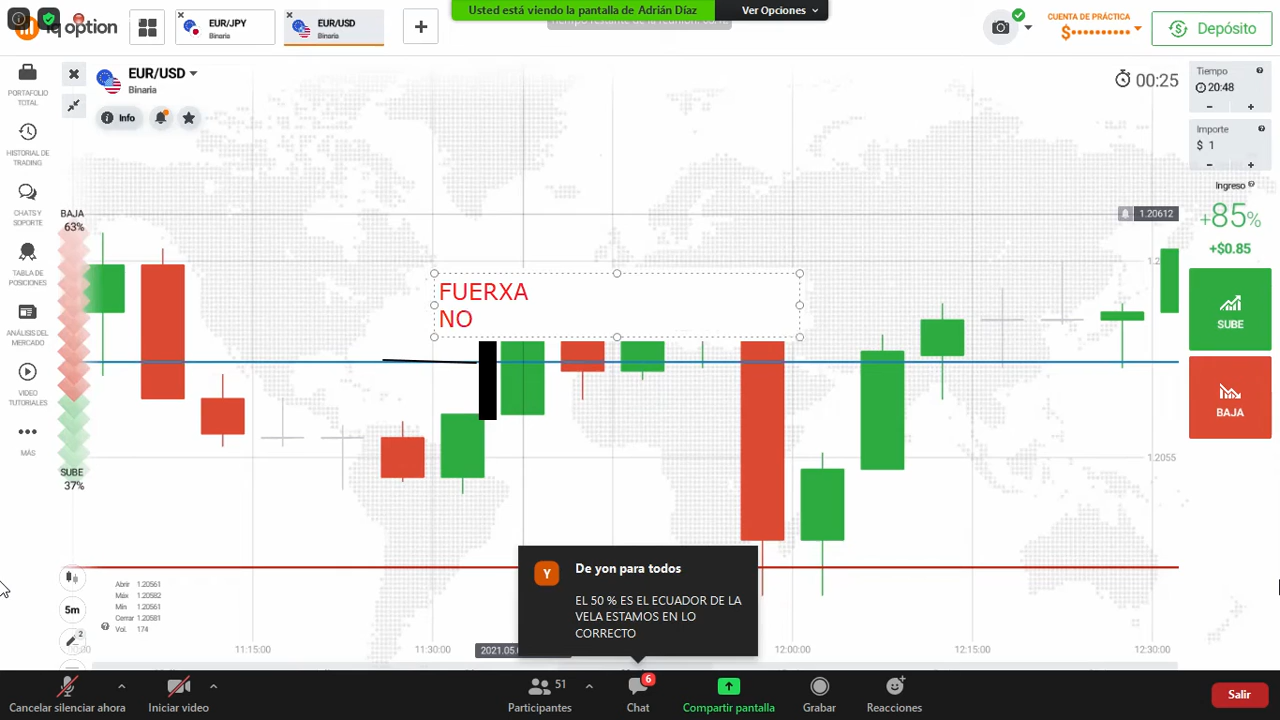 Usted está viendo la pantalla de Adrián Díaz
Ver Opciones
iq option
EUR/JPY
Binaria
EUR/USD
Binaria
CUENTA DE PRÁCTICA
$••••••••••
Depósito
EUR/USD
Binaria
Info
00:25
Tiempo
20:48
Importe
$ 1
Ingreso
+85%
+$0.85
SUBE
BAJA
PORTAFOLIO
TOTAL
HISTORIAL DE
TRADING
CHATS Y
SOPORTE
TABLA DE
POSICIONES
ANÁLISIS DEL
MERCADO
VIDEO
TUTORIALES
MÁS
BAJA
63%
SUBE
37%
1.20612
1.2055
FUERXA
NO
De yon para todos
EL 50 % ES EL ECUADOR DE LA
VELA ESTAMOS EN LO
CORRECTO
Abrir 1.20561
Máx 1.20582
Mín 1.20561
Cerrar 1.20581
Vol. 174
5m
2
11:15:00
11:30:00
12:00:00
12:15:00
12:30:00
Cancelar silenciar ahora
Iniciar video
51
Participantes
6
Chat
Compartir pantalla
Grabar
Reacciones
Salir